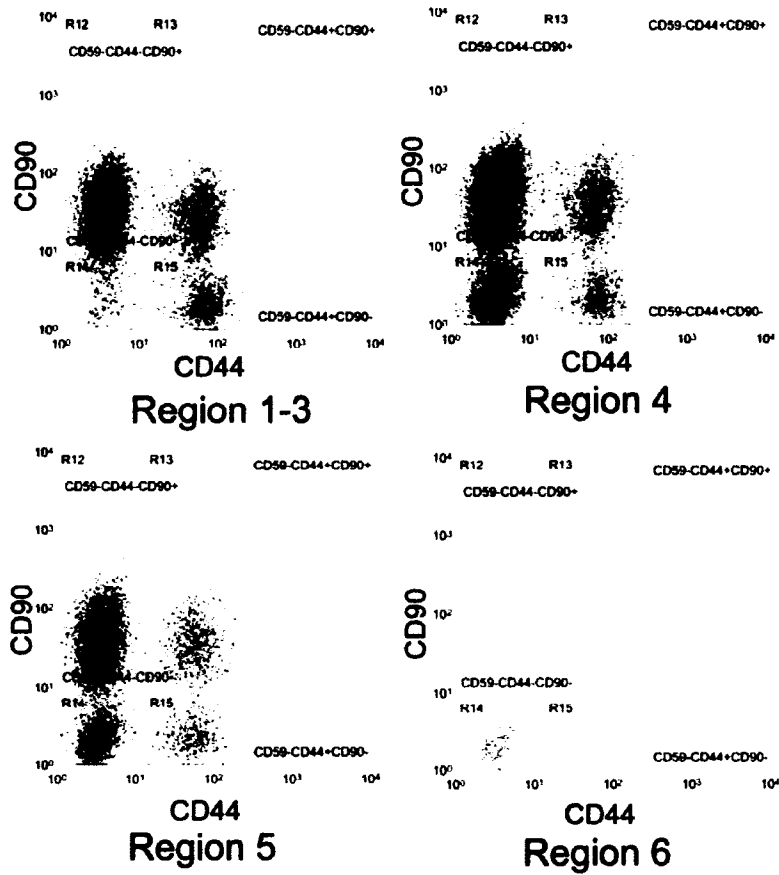 10⁴ R12 R13 CD59-CD44+CD90+
CD59-CD44-CD90+
10³
CD90
10²
10¹
R14 R15
10⁰ CD59-CD44+CD90-
10⁰ 10¹ 10² 10³ 10⁴
CD44
Region 1-3
10⁴ R12 R13 CD59-CD44+CD90+
CD59-CD44-CD90+
10³
CD90
10²
10¹
R14 R15
10⁰ CD59-CD44+CD90-
10⁰ 10¹ 10² 10³ 10⁴
CD44
Region 4
10⁴ R12 R13 CD59-CD44+CD90+
CD59-CD44-CD90+
10³
CD90
10²
10¹
R14 R15
10⁰ CD59-CD44+CD90-
10⁰ 10¹ 10² 10³ 10⁴
CD44
Region 5
10⁴ R12 R13 CD59-CD44+CD90+
CD59-CD44-CD90+
10³
CD90
10²
10¹ CD59-CD44-CD90-
R14 R15
10⁰ CD59-CD44+CD90-
10⁰ 10¹ 10² 10³ 10⁴
CD44
Region 6